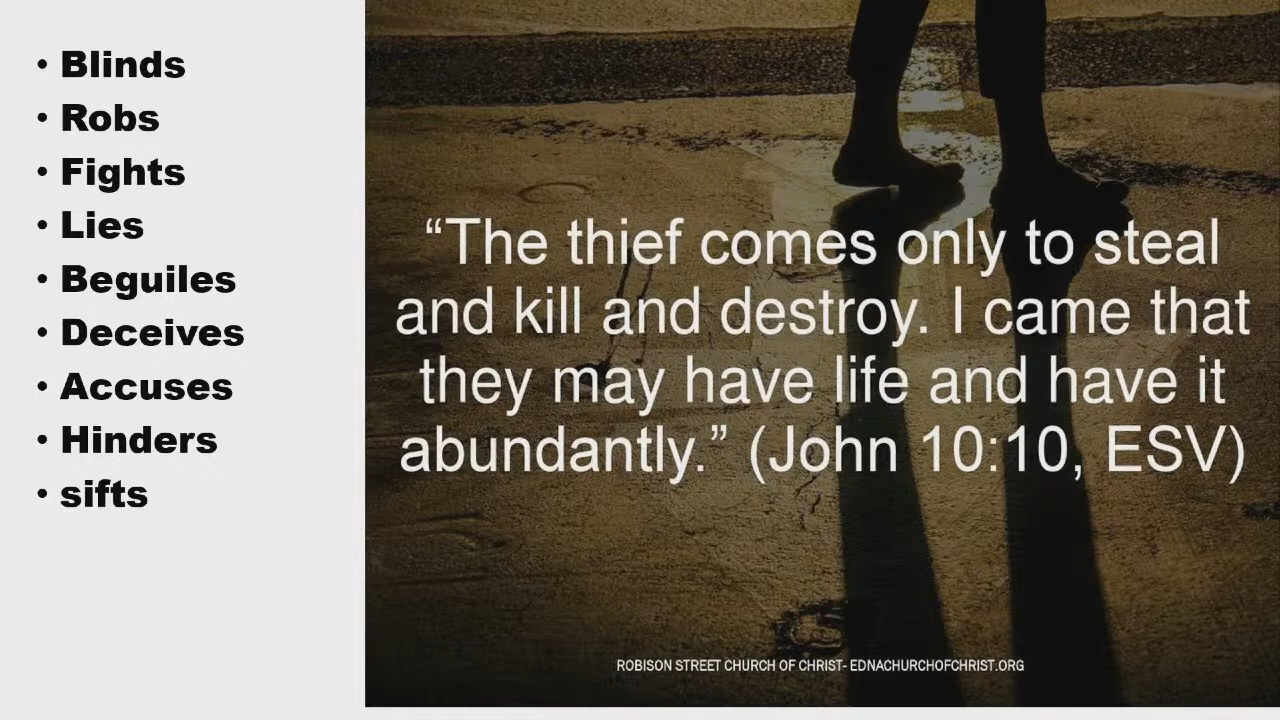 • Blinds
• Robs
• Fights
• Lies
• Beguiles
• Deceives
• Accuses
• Hinders
• sifts
“The thief comes only to steal
and kill and destroy. I came that
they may have life and have it
abundantly.” (John 10:10, ESV)
ROBISON STREET CHURCH OF CHRIST- EDNACHURCHOFCHRIST.ORG